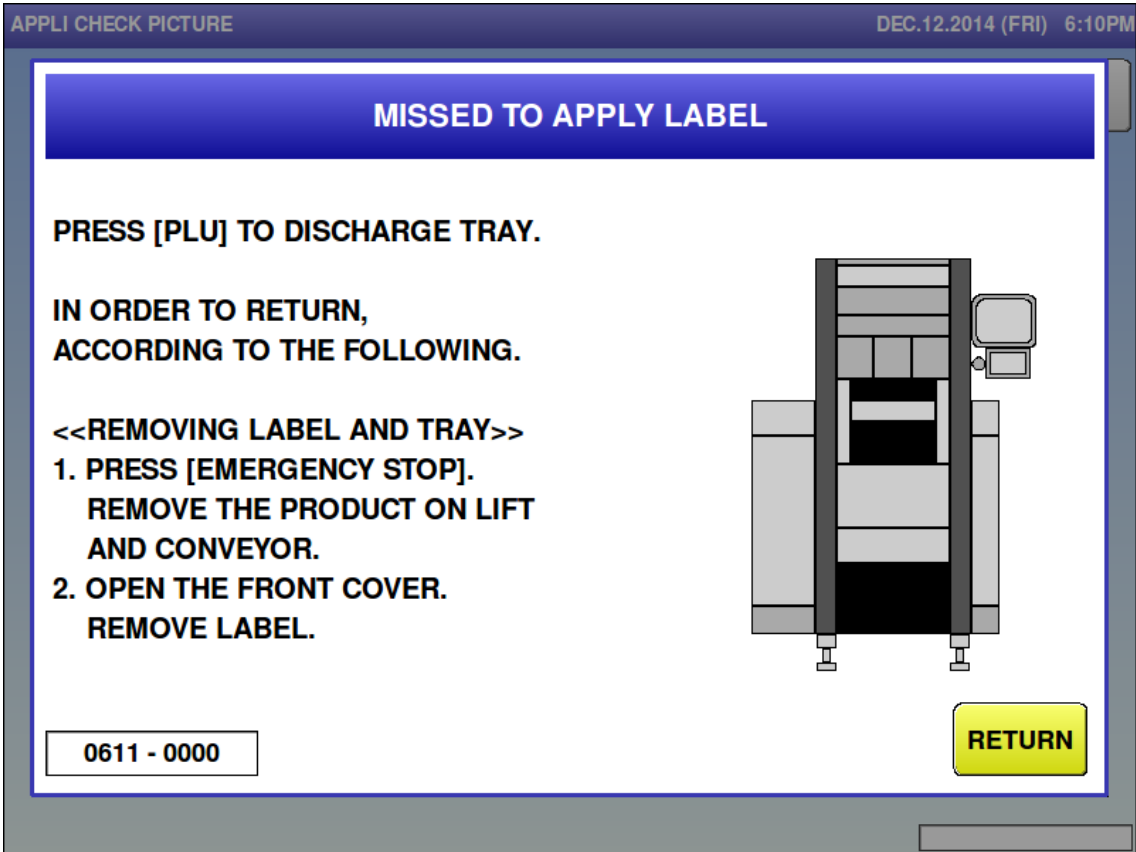 APPLI CHECK PICTURE DEC.12.2014 (FRI) 6:10PM
MISSED TO APPLY LABEL
PRESS [PLU] TO DISCHARGE TRAY.
IN ORDER TO RETURN,
ACCORDING TO THE FOLLOWING.
<<REMOVING LABEL AND TRAY>>
1. PRESS [EMERGENCY STOP].
REMOVE THE PRODUCT ON LIFT
AND CONVEYOR.
2. OPEN THE FRONT COVER.
REMOVE LABEL.
0611 - 0000
RETURN